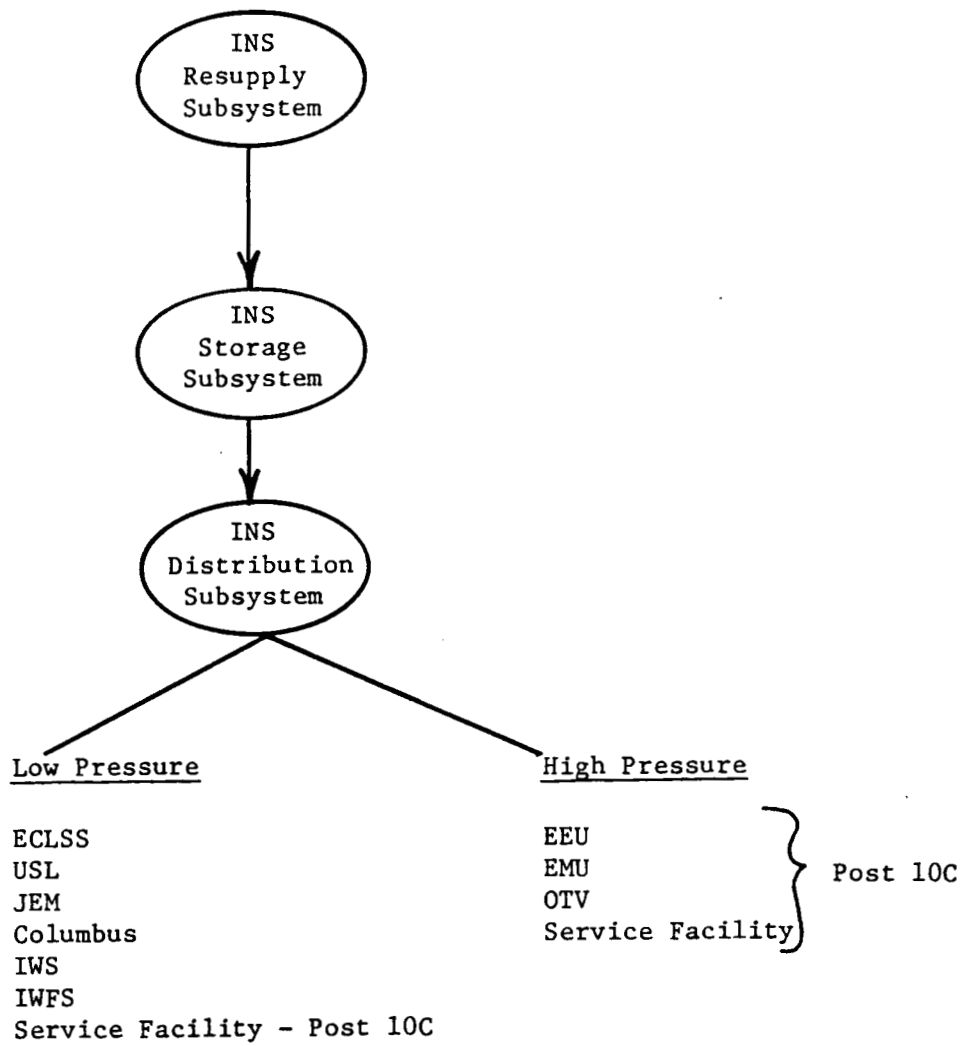 INS
Resupply
Subsystem
INS
Storage
Subsystem
INS
Distribution
Subsystem
Low Pressure
ECLSS
USL
JEM
Columbus
IWS
IWFS
Service Facility - Post 10C
High Pressure
EEU
EMU
OTV
Service Facility
Post 10C